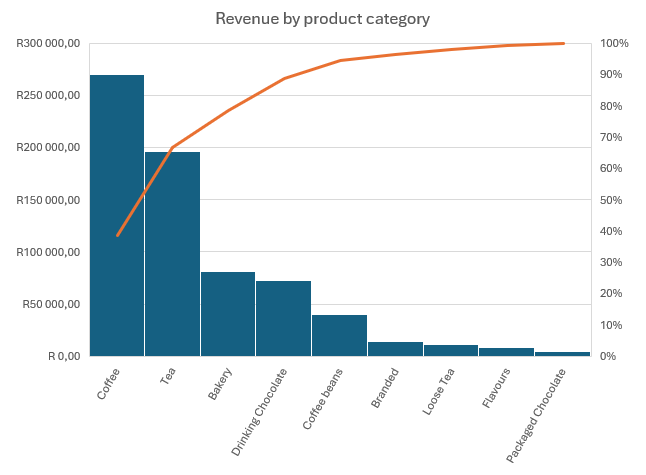 Revenue by product category
R300 000,00
R250 000,00
R200 000,00
R150 000,00
R100 000,00
R50 000,00
R 0,00
100%
90%
80%
70%
60%
50%
40%
30%
20%
10%
0%
Coffee
Tea
Bakery
Drinking Chocolate
Coffee beans
Branded
Loose Tea
Flavours
Packaged Chocolate